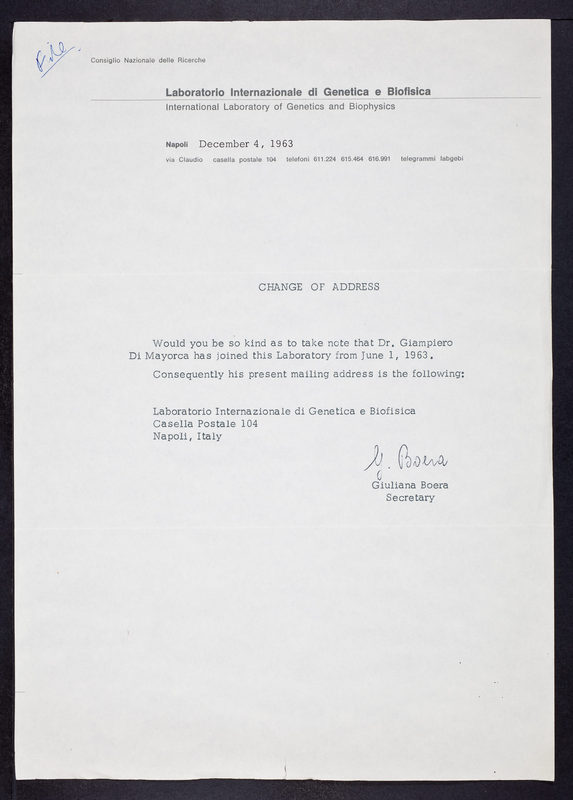 File.
Consiglio Nazionale delle Ricerche
Laboratorio Internazionale di Genetica e Biofisica
International Laboratory of Genetics and Biophysics
Napoli December 4, 1963
via Claudio casella postale 104 telefoni 611.224 615.464 616.991 telegrammi labgebi
CHANGE OF ADDRESS
Would you be so kind as to take note that Dr. Giampiero
Di Mayorca has joined this Laboratory from June 1, 1963.
Consequently his present mailing address is the following:
Laboratorio Internazionale di Genetica e Biofisica
Casella Postale 104
Napoli, Italy
G. Boera
Giuliana Boera
Secretary